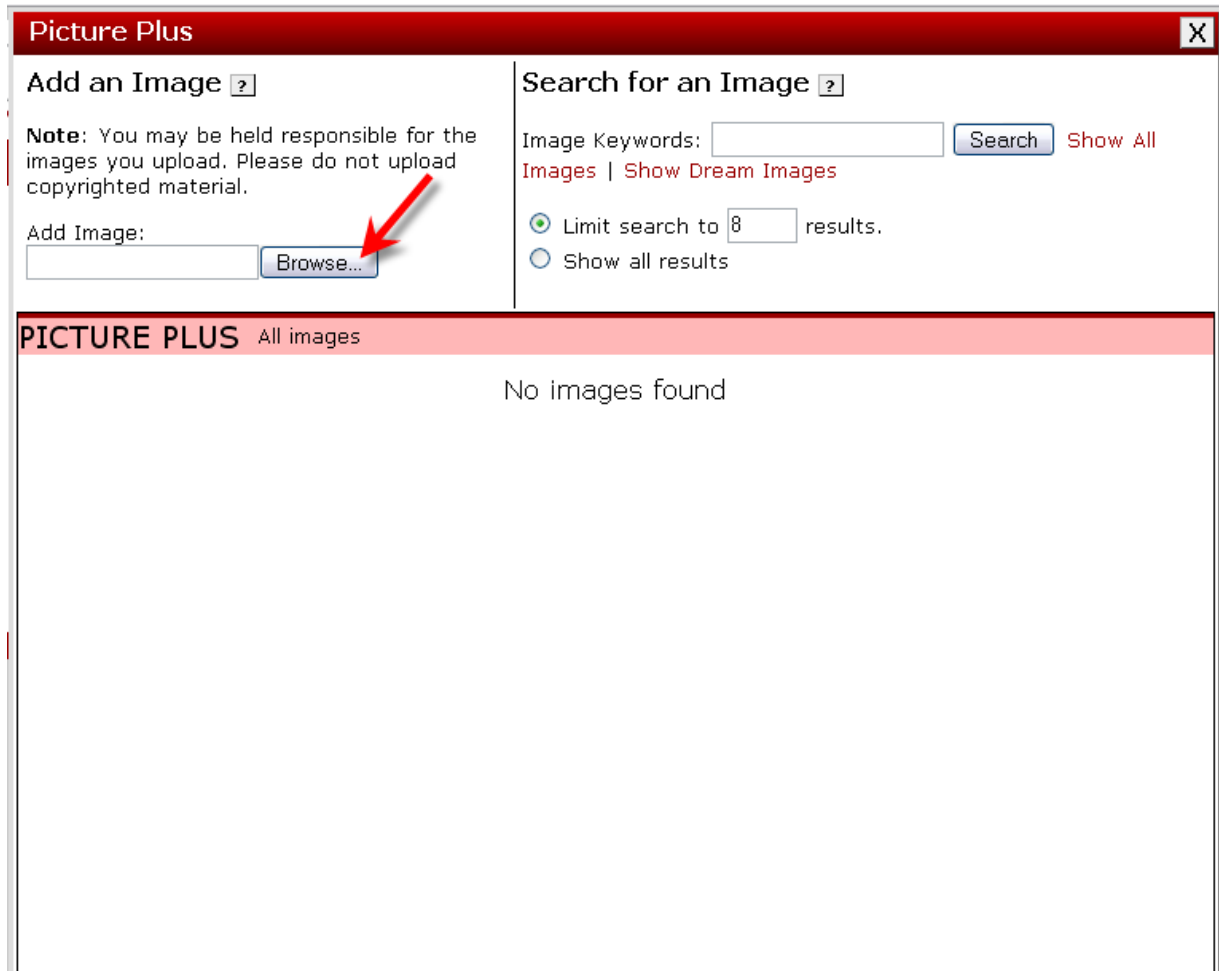 Picture Plus
X
Add an Image ?
Note: You may be held responsible for the
images you upload. Please do not upload
copyrighted material.
Add Image:
Browse...
Search for an Image ?
Image Keywords: Search Show All
Images | Show Dream Images
Limit search to 8 results.
Show all results
PICTURE PLUS All images
No images found